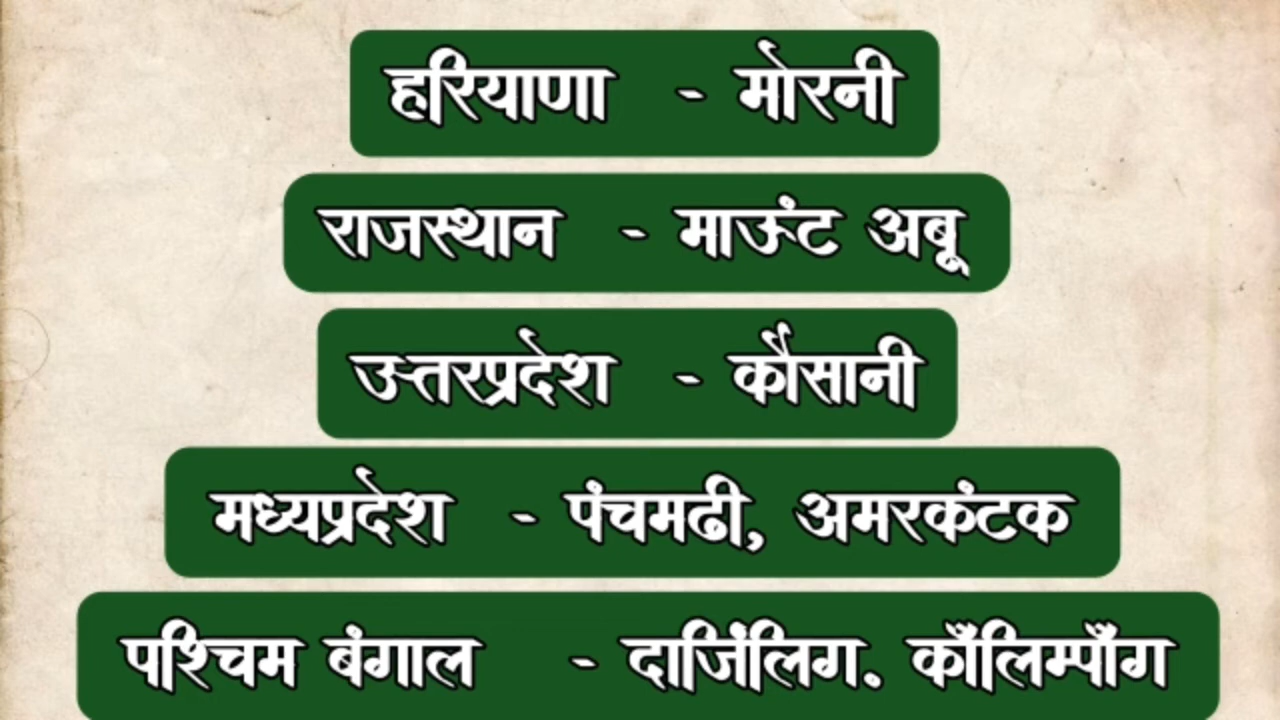 हरियाणा - मोरनी
राजस्थान - माऊंट अबू
उत्तरप्रदेश - कौसानी
मध्यप्रदेश - पंचमढी, अमरकंटक
पश्चिम बंगाल - दार्जिलिंग. कॉंलिम्पॉंग